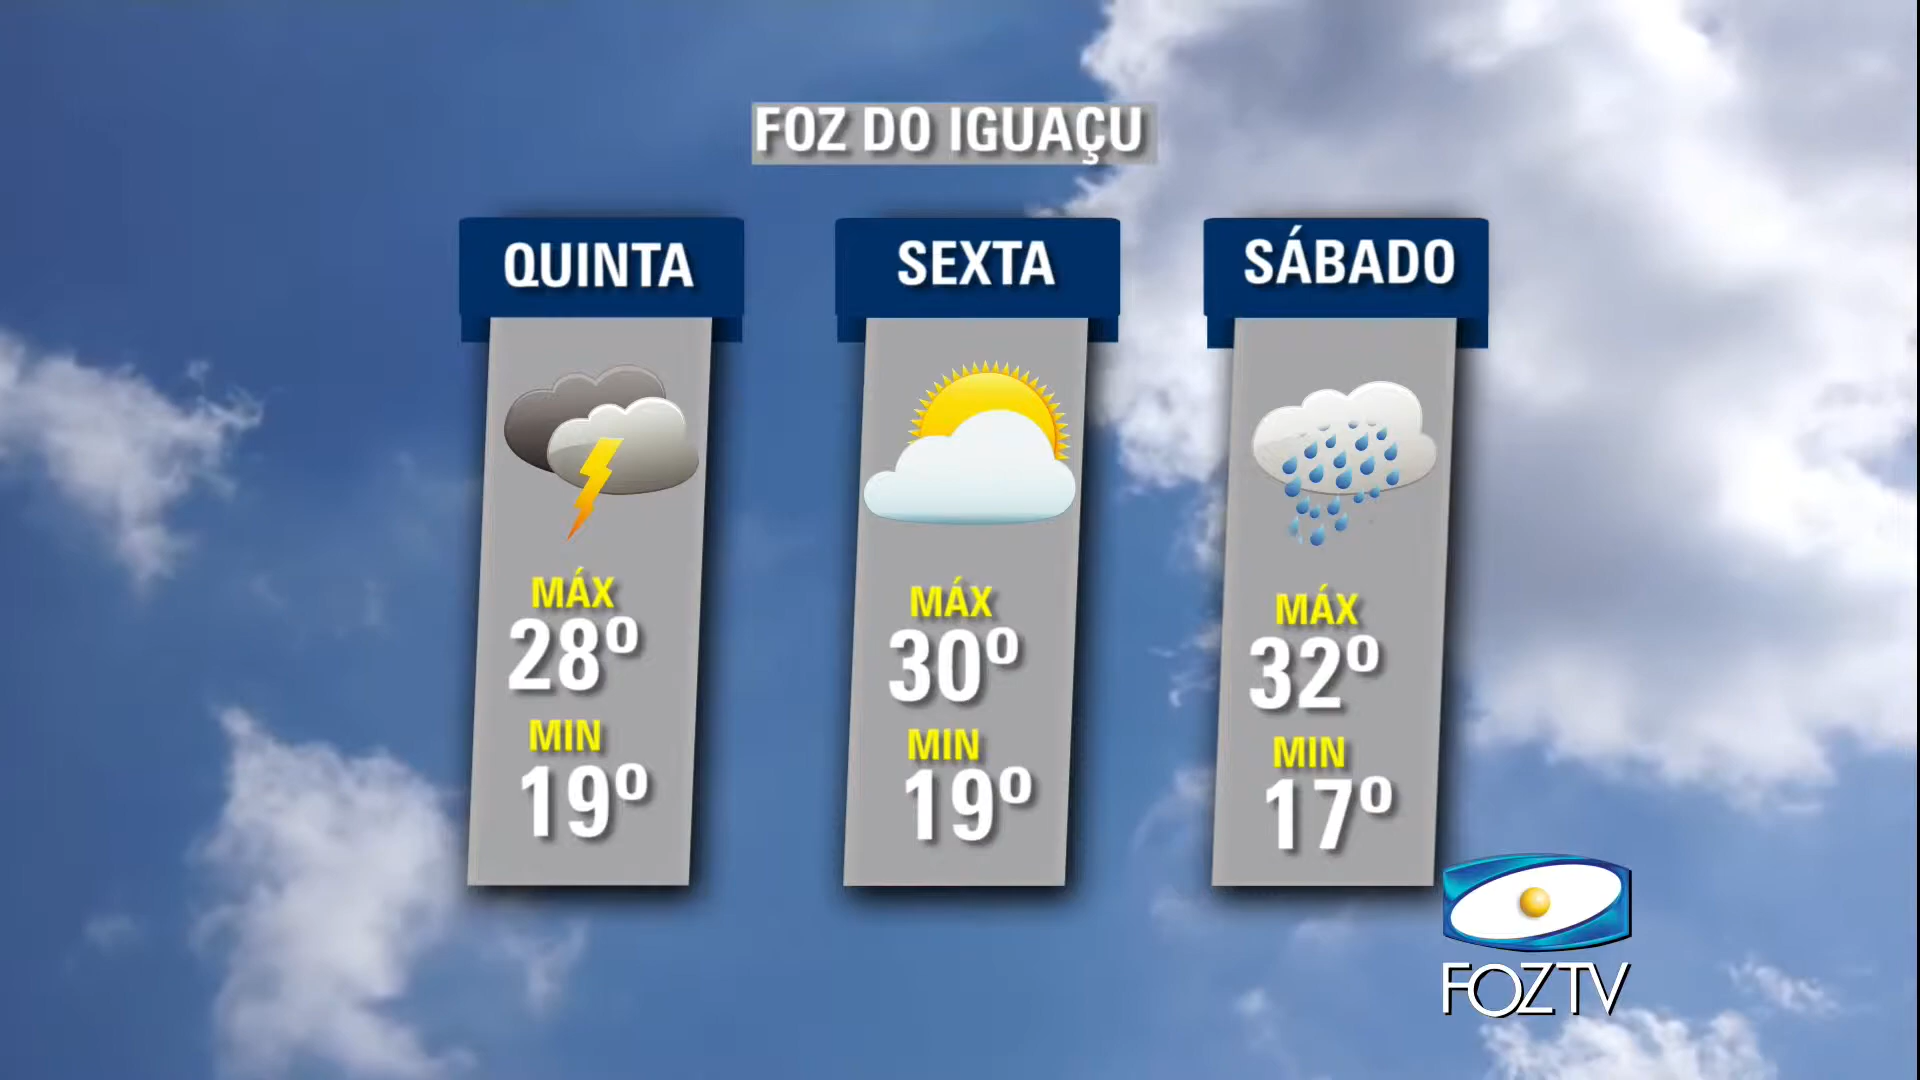 FOZ DO IGUAÇU
QUINTA
MÁX
28º
MIN
19º
SEXTA
MÁX
30º
MIN
19º
SÁBADO
MÁX
32º
MIN
17º
FOZTV